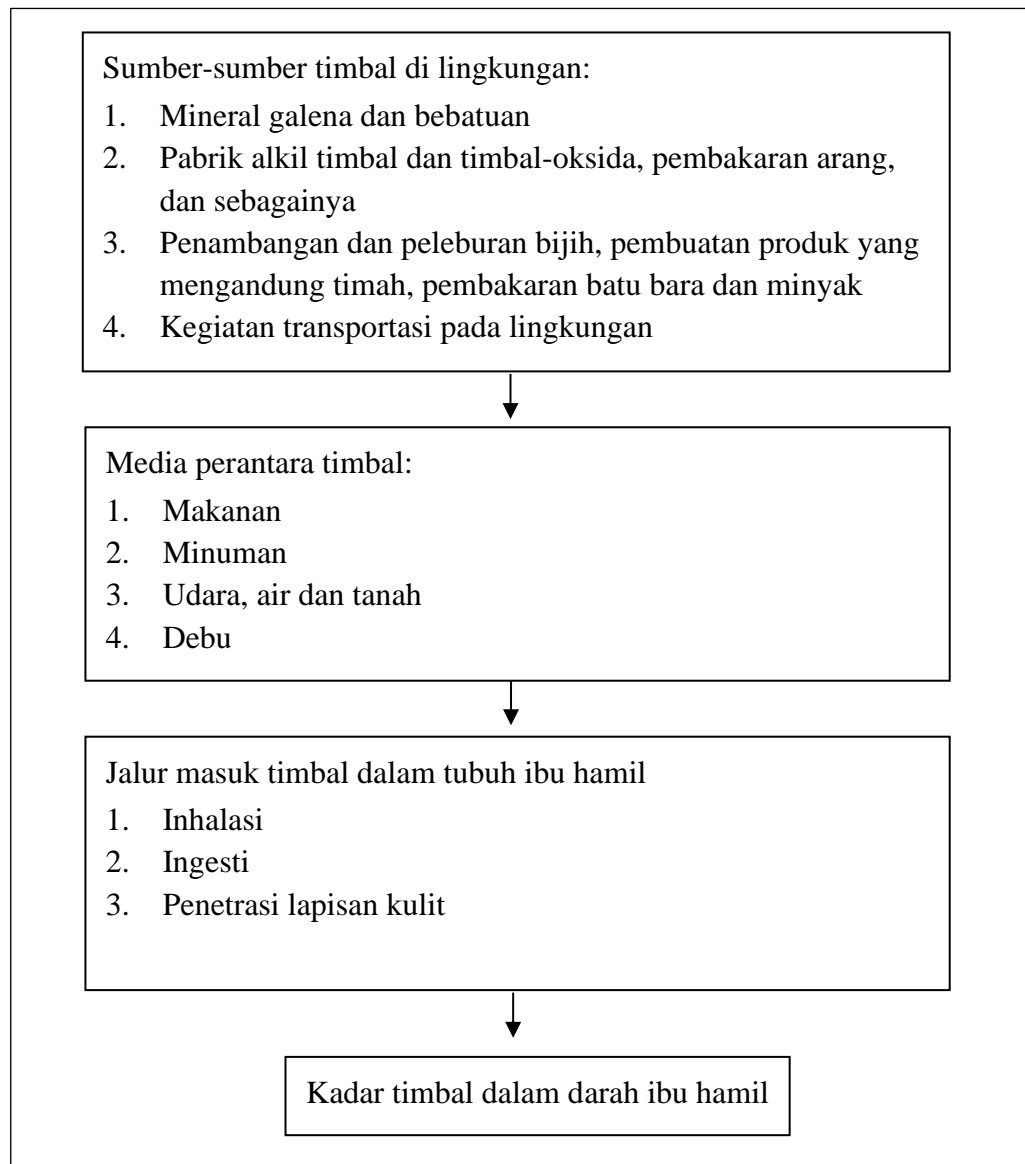 Sumber-sumber timbal di lingkungan:
1. Mineral galena dan bebatuan
2. Pabrik alkil timbal dan timbal-oksida, pembakaran arang,
dan sebagainya
3. Penambangan dan peleburan bijih, pembuatan produk yang
mengandung timah, pembakaran batu bara dan minyak
4. Kegiatan transportasi pada lingkungan
Media perantara timbal:
1. Makanan
2. Minuman
3. Udara, air dan tanah
4. Debu
Jalur masuk timbal dalam tubuh ibu hamil
1. Inhalasi
2. Ingesti
3. Penetrasi lapisan kulit
Kadar timbal dalam darah ibu hamil